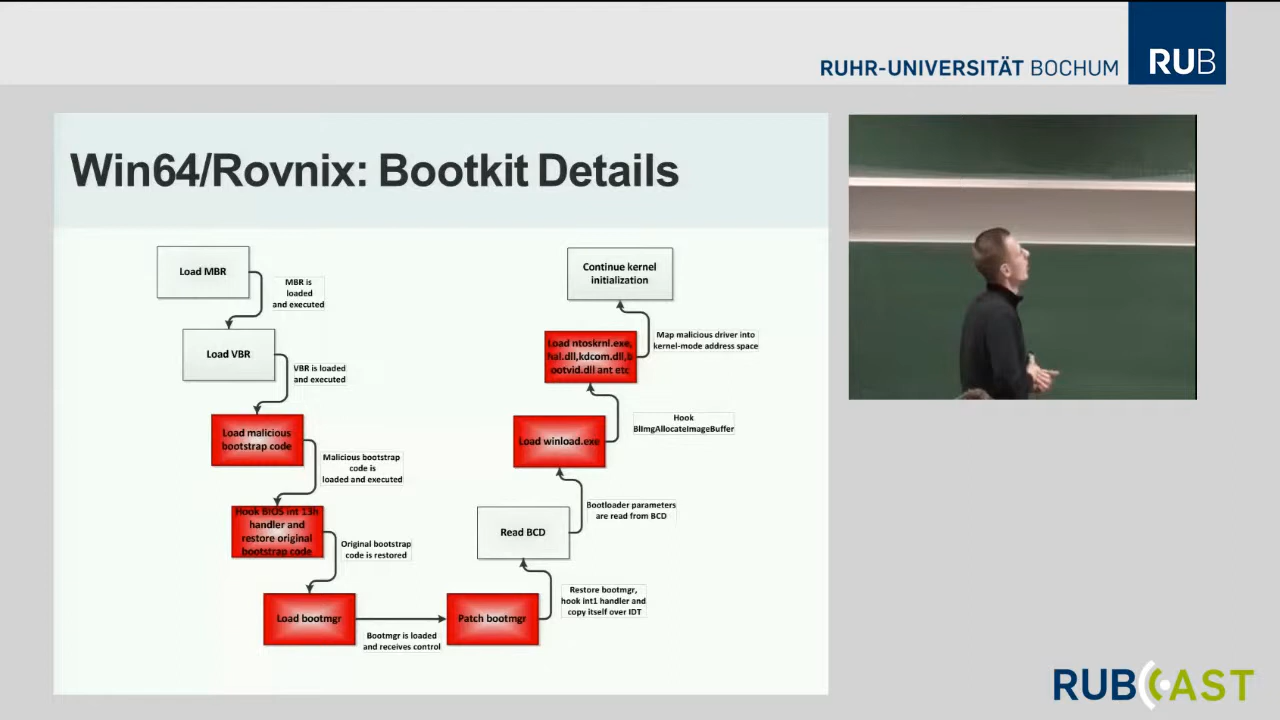 RUHR-UNIVERSITÄT BOCHUM
RUB
Win64/Rovnix: Bootkit Details
Load MBR
MBR is
loaded
and executed
Load VBR
VBR is loaded
and executed
Load malicious
bootstrap code
Malicious bootstrap
code is
loaded and executed
Hook BIOS int 13h
handler and
restore original
bootstrap code
Original bootstrap
code is restored
Load bootmgr
Bootmgr is loaded
and receives control
Patch bootmgr
Restore bootmgr,
hook int1 handler and
copy itself over IDT
Read BCD
Bootloader parameters
are read from BCD
Load winload.exe
Hook
BlImgAllocateImageBuffer
Load ntoskrnl.exe,
hal.dll,kdcom.dll,b
ootvid.dll ant etc
Map malicious driver into
kernel-mode address space
Continue kernel
initialization
RUBCAST